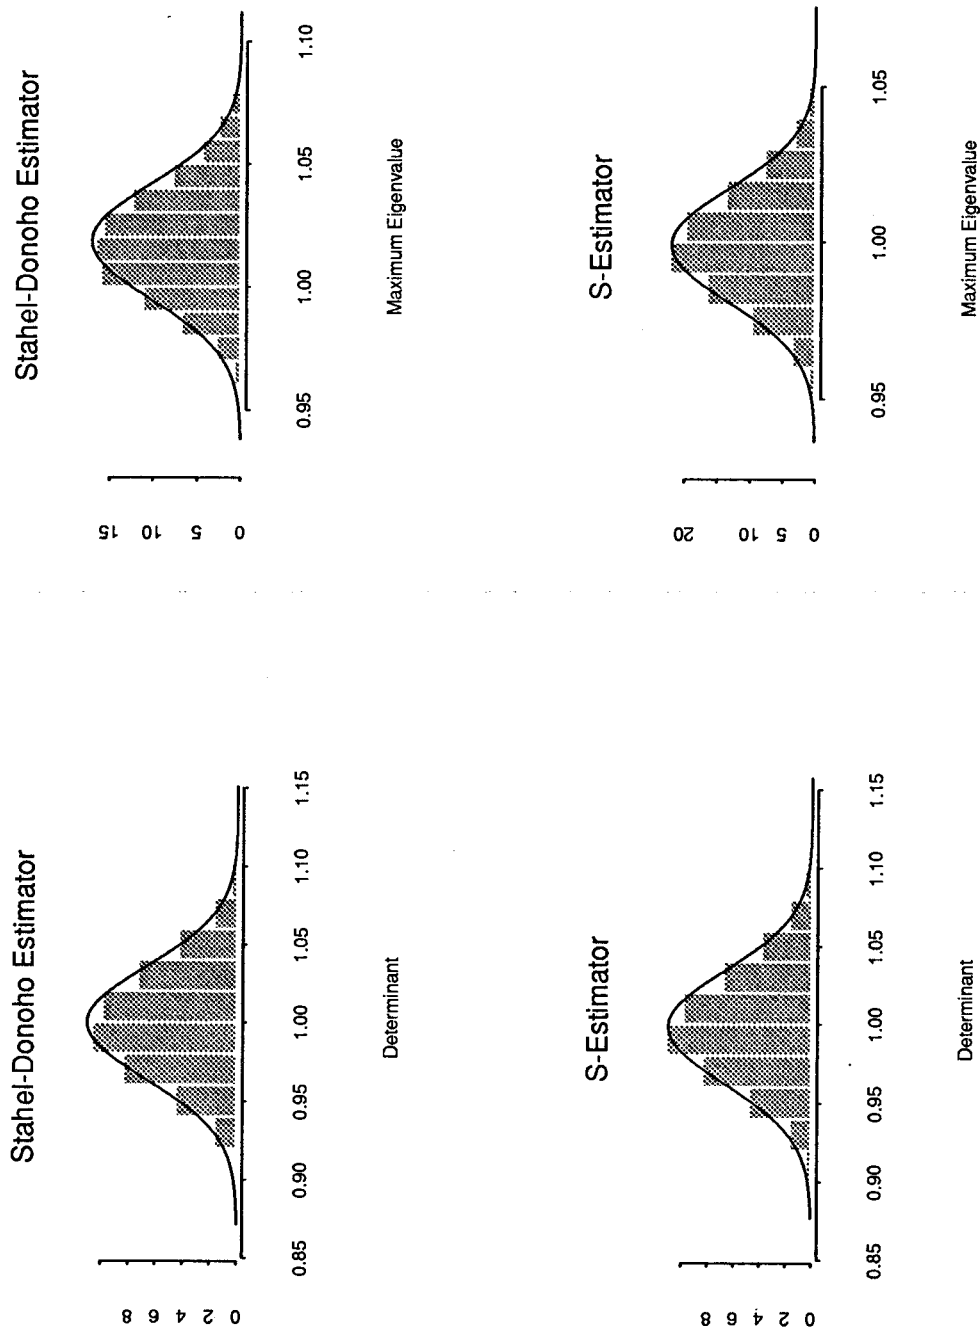 Stahel-Donoho Estimator
0 2 4 6 8
0.85 0.90 0.95 1.00 1.05 1.10 1.15
Determinant
Stahel-Donoho Estimator
0 5 10 15
0.95 1.00 1.05 1.10
Maximum Eigenvalue
S-Estimator
0 2 4 6 8
0.85 0.90 0.95 1.00 1.05 1.10 1.15
Determinant
S-Estimator
0 5 10 20
0.95 1.00 1.05
Maximum Eigenvalue